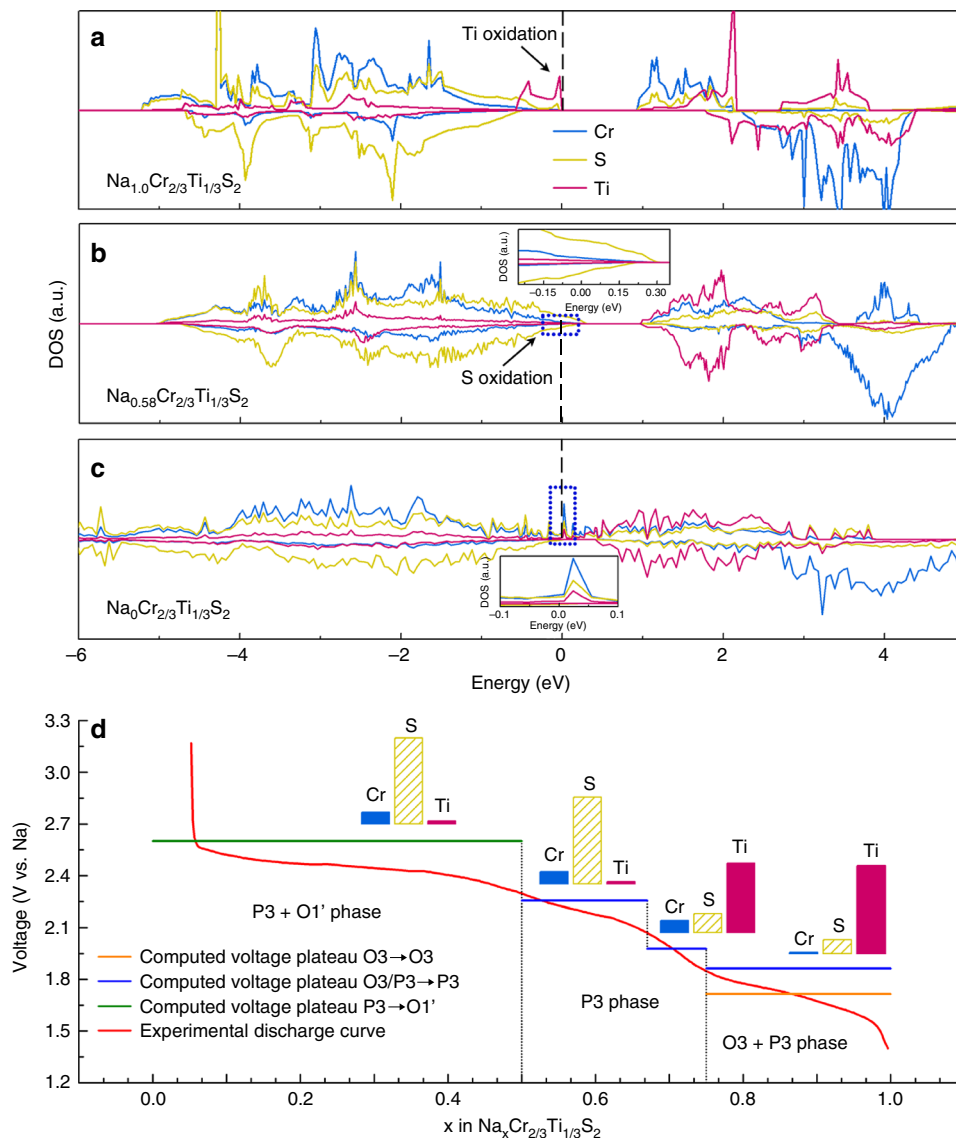 a
Ti oxidation
Cr
S
Ti
Na1.0Cr2/3Ti1/3S2
b
DOS (a.u.)
−0.15 0.00 0.15 0.30
Energy (eV)
DOS (a.u.)
S oxidation
Na0.58Cr2/3Ti1/3S2
c
DOS (a.u.)
−0.1 0.0 0.1
Energy (eV)
Na0Cr2/3Ti1/3S2
−6 −4 −2 0 2 4
Energy (eV)
d
3.3
3.0
2.7
2.4
2.1
1.8
1.5
1.2
Voltage (V vs. Na)
Cr S Ti
Cr S Ti
Cr S Ti
Cr S Ti
P3 + O1' phase
Computed voltage plateau O3→O3
Computed voltage plateau O3/P3→P3
Computed voltage plateau P3→O1'
Experimental discharge curve
P3 phase
O3 + P3 phase
0.0 0.2 0.4 0.6 0.8 1.0
x in NaxCr2/3Ti1/3S2